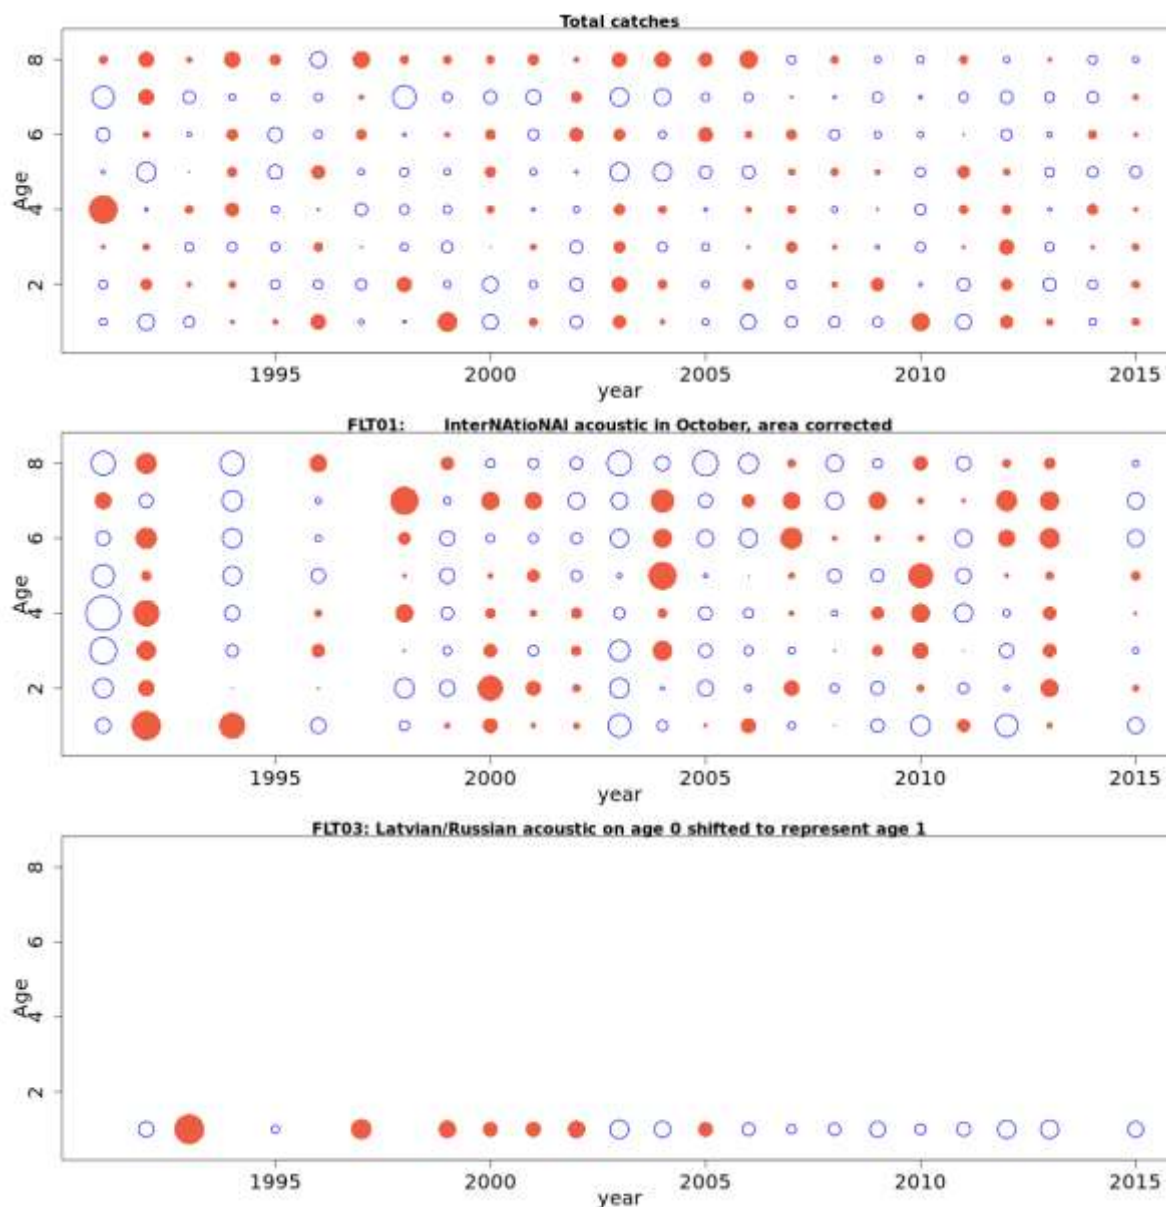 Total catches
8
6
4
2
Age
1995 2000 2005 2010 2015
year
FLT01: InterNAtioNAl acoustic in October, area corrected
8
6
4
2
Age
1995 2000 2005 2010 2015
year
FLT03: Latvian/Russian acoustic on age 0 shifted to represent age 1
8
6
4
2
Age
1995 2000 2005 2010 2015
year